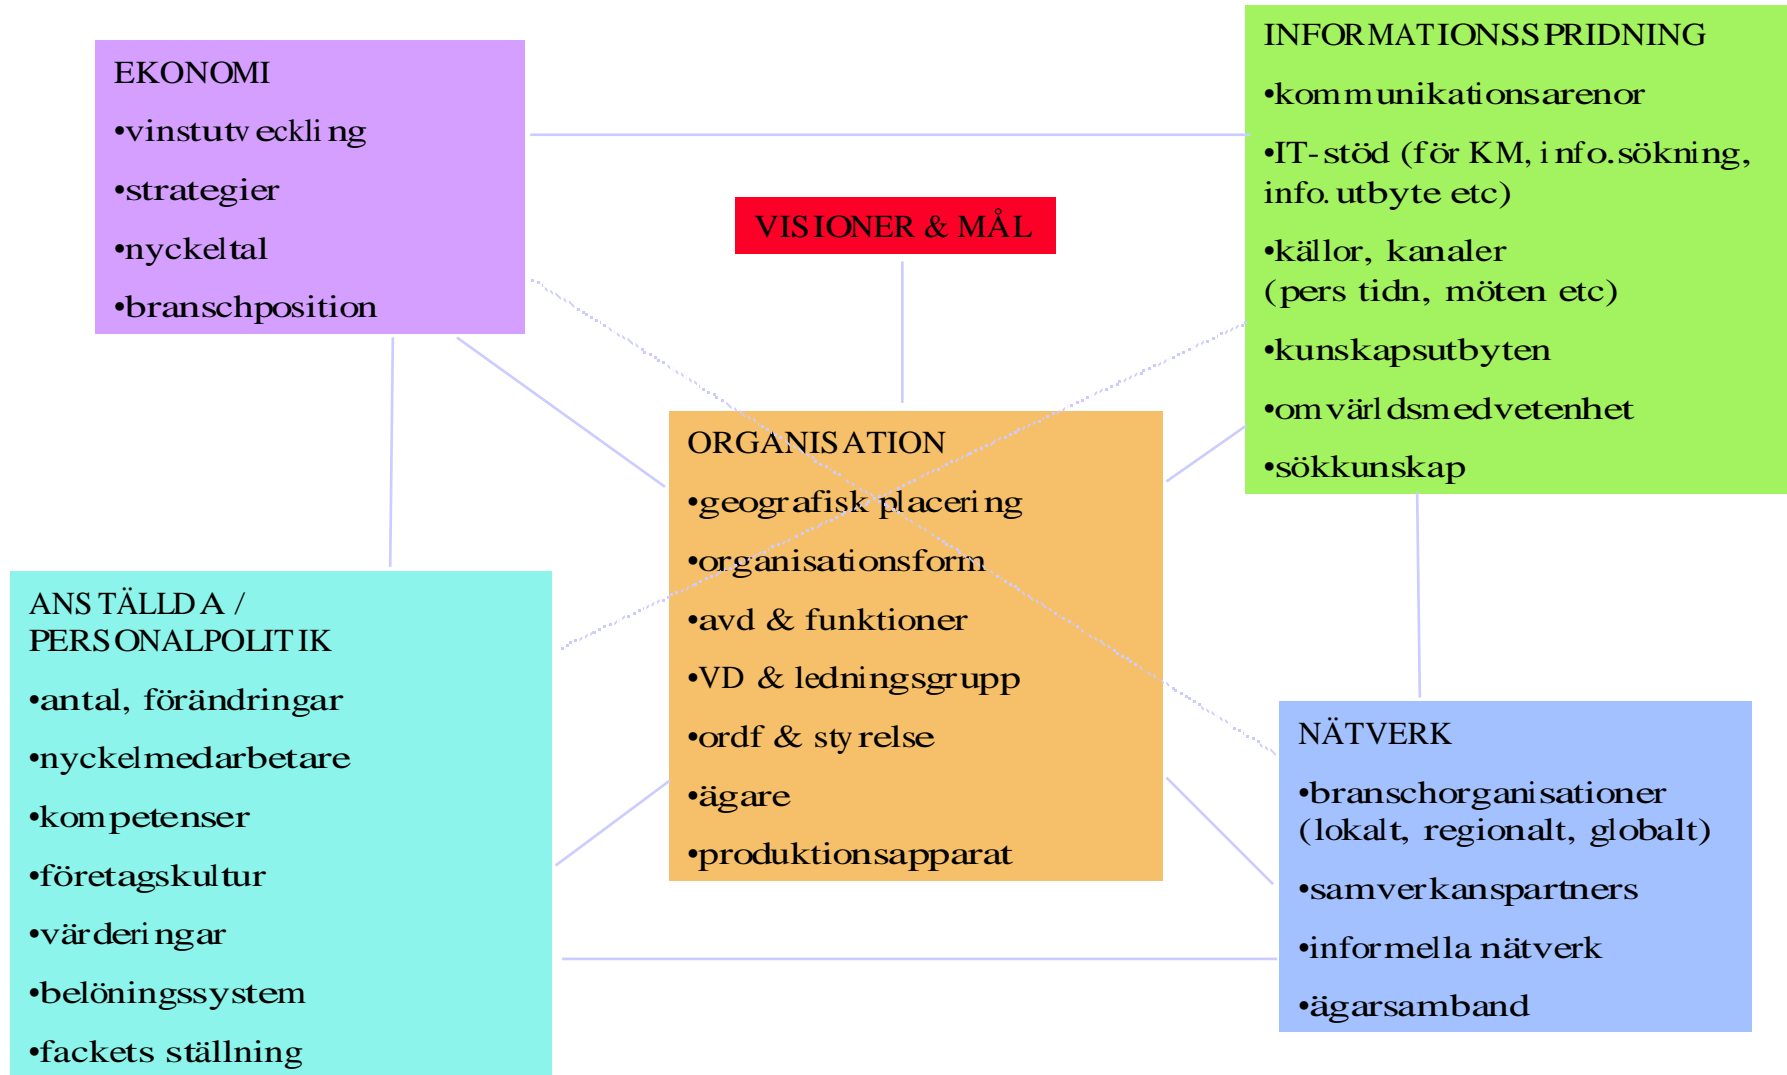 EKONOMI
•vinstutveckling
•strategier
•nyckeltal
•branschposition
INFORMATIONSSPRIDNING
•kommunikationsarenor
•IT-stöd (för KM, info.sökning,
info.utbyte etc)
•källor, kanaler
(pers tidn, möten etc)
•kunskapsutbyten
•omvärldsmedvetenhet
•sökkunskap
VISIONER & MÅL
ORGANISATION
•geografisk placering
•organisationsform
•avd & funktioner
•VD & ledningsgrupp
•ordf & styrelse
•ägare
•produktionsapparat
ANSTÄLLDA /
PERSONALPOLITIK
•antal, förändringar
•nyckelmedarbetare
•kompetenser
•företagskultur
•värderingar
•belöningssystem
•fackets ställning
NÄTVERK
•branschorganisationer
(lokalt, regionalt, globalt)
•samverkanspartners
•informella nätverk
•ägarsamband